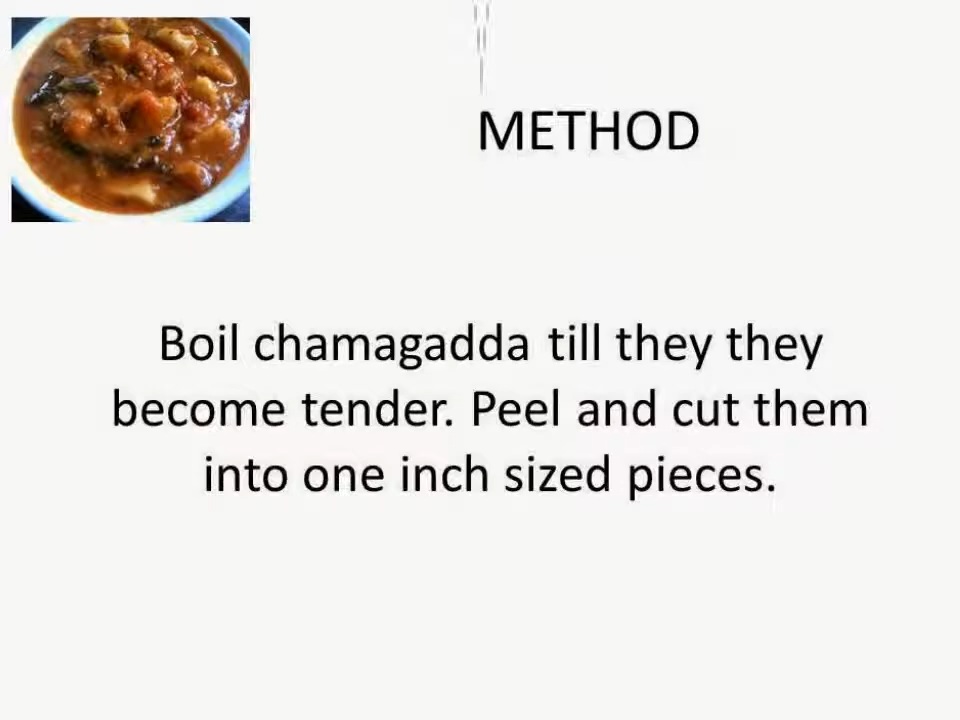 METHOD
Boil chamagadda till they they
become tender. Peel and cut them
into one inch sized pieces.